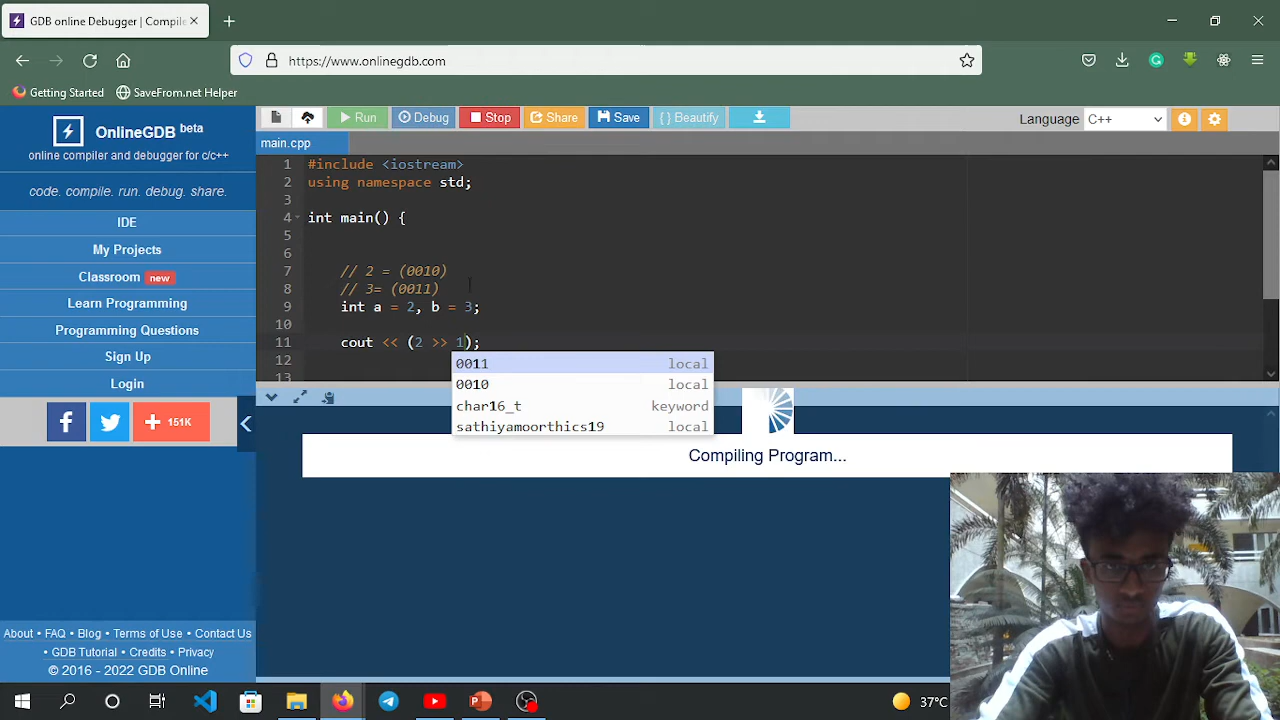 GDB online Debugger | Compile
https://www.onlinegdb.com
Getting Started
SaveFrom.net Helper
OnlineGDB beta
online compiler and debugger for c/c++
code. compile. run. debug. share.
IDE
My Projects
Classroom new
Learn Programming
Programming Questions
Sign Up
Login
151K
About • FAQ • Blog • Terms of Use • Contact Us
• GDB Tutorial • Credits • Privacy
© 2016 - 2022 GDB Online
Run Debug Stop Share Save { } Beautify
Language C++
main.cpp
1 #include <iostream>
2 using namespace std;
3
4 int main() {
5
6
7 // 2 = (0010)
8 // 3= (0011)
9 int a = 2, b = 3;
10
11 cout << (2 >> 1);
12
13
0011 local
0010 local
char16_t keyword
sathiyamoorthics19 local
Compiling Program...
37°C